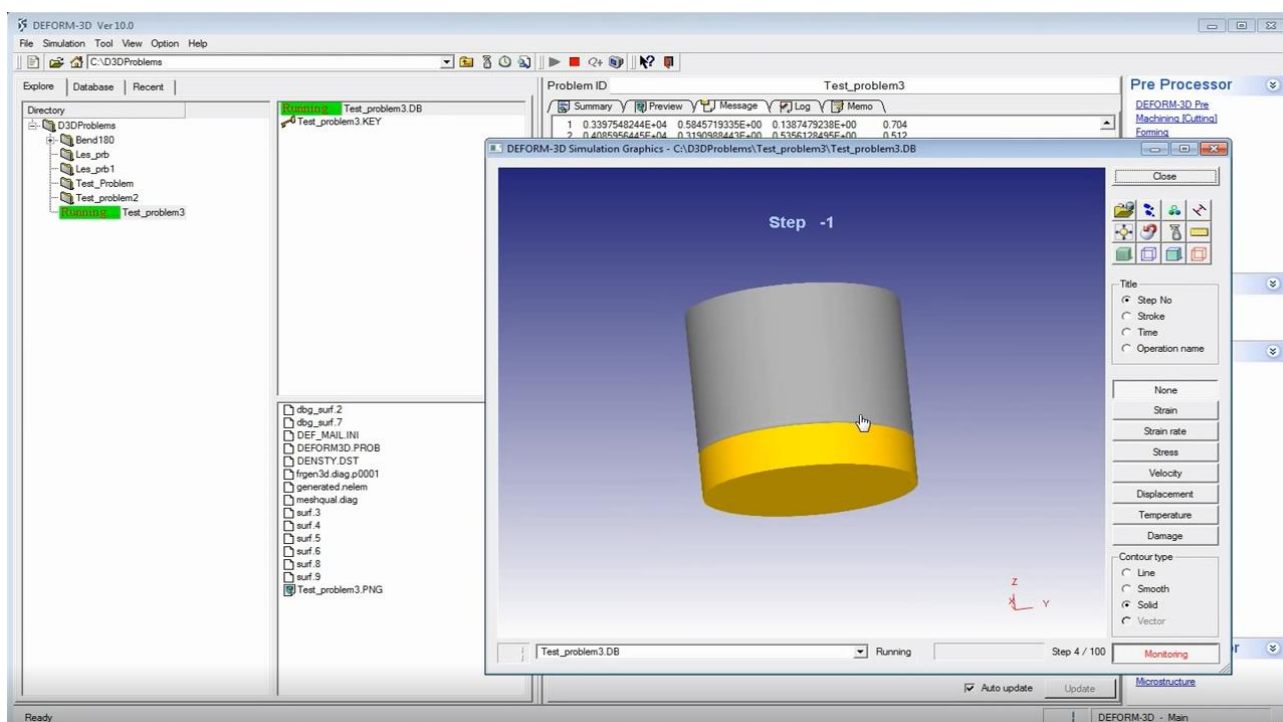 DEFORM-3D Ver 10.0
File Simulation Tool View Option Help
C:\D3DProblems
Explore Database Recent
Directory
D3DProblems
Bend180
Les_prb
Les_prb1
Test_Problem
Test_problem2
Running... Test_problem3
Running... Test_problem3.DB
Test_problem3.KEY
dbg_surf.2
dbg_surf.7
DEF_MAIL.INI
DEFORM3D.PROB
DENSTY.DST
frgen3d.diag.p0001
generated.nelem
meshqual.diag
surf.3
surf.4
surf.5
surf.6
surf.8
surf.9
Test_problem3.PNG
Problem ID Test_problem3
Summary Preview Message Log Memo
1 0.3397548244E+04 0.5845719335E+00 0.1387479238E+00 0.704
2 0.4085956445E+04 0.3190988443E+00 0.5356128495E+00 0.512
Pre Processor
DEFORM-3D Pre
Machining [Cutting]
Forming
DEFORM-3D Simulation Graphics - C:\D3DProblems\Test_problem3\Test_problem3.DB
Step -1
Z
X Y
Close
Title
Step No
Stroke
Time
Operation name
None
Strain
Strain rate
Stress
Velocity
Displacement
Temperature
Damage
Contour type
Line
Smooth
Solid
Vector
Test_problem3.DB Running Step 4 / 100 Monitoring
Auto update Update
Microstructure
Ready DEFORM-3D - Main